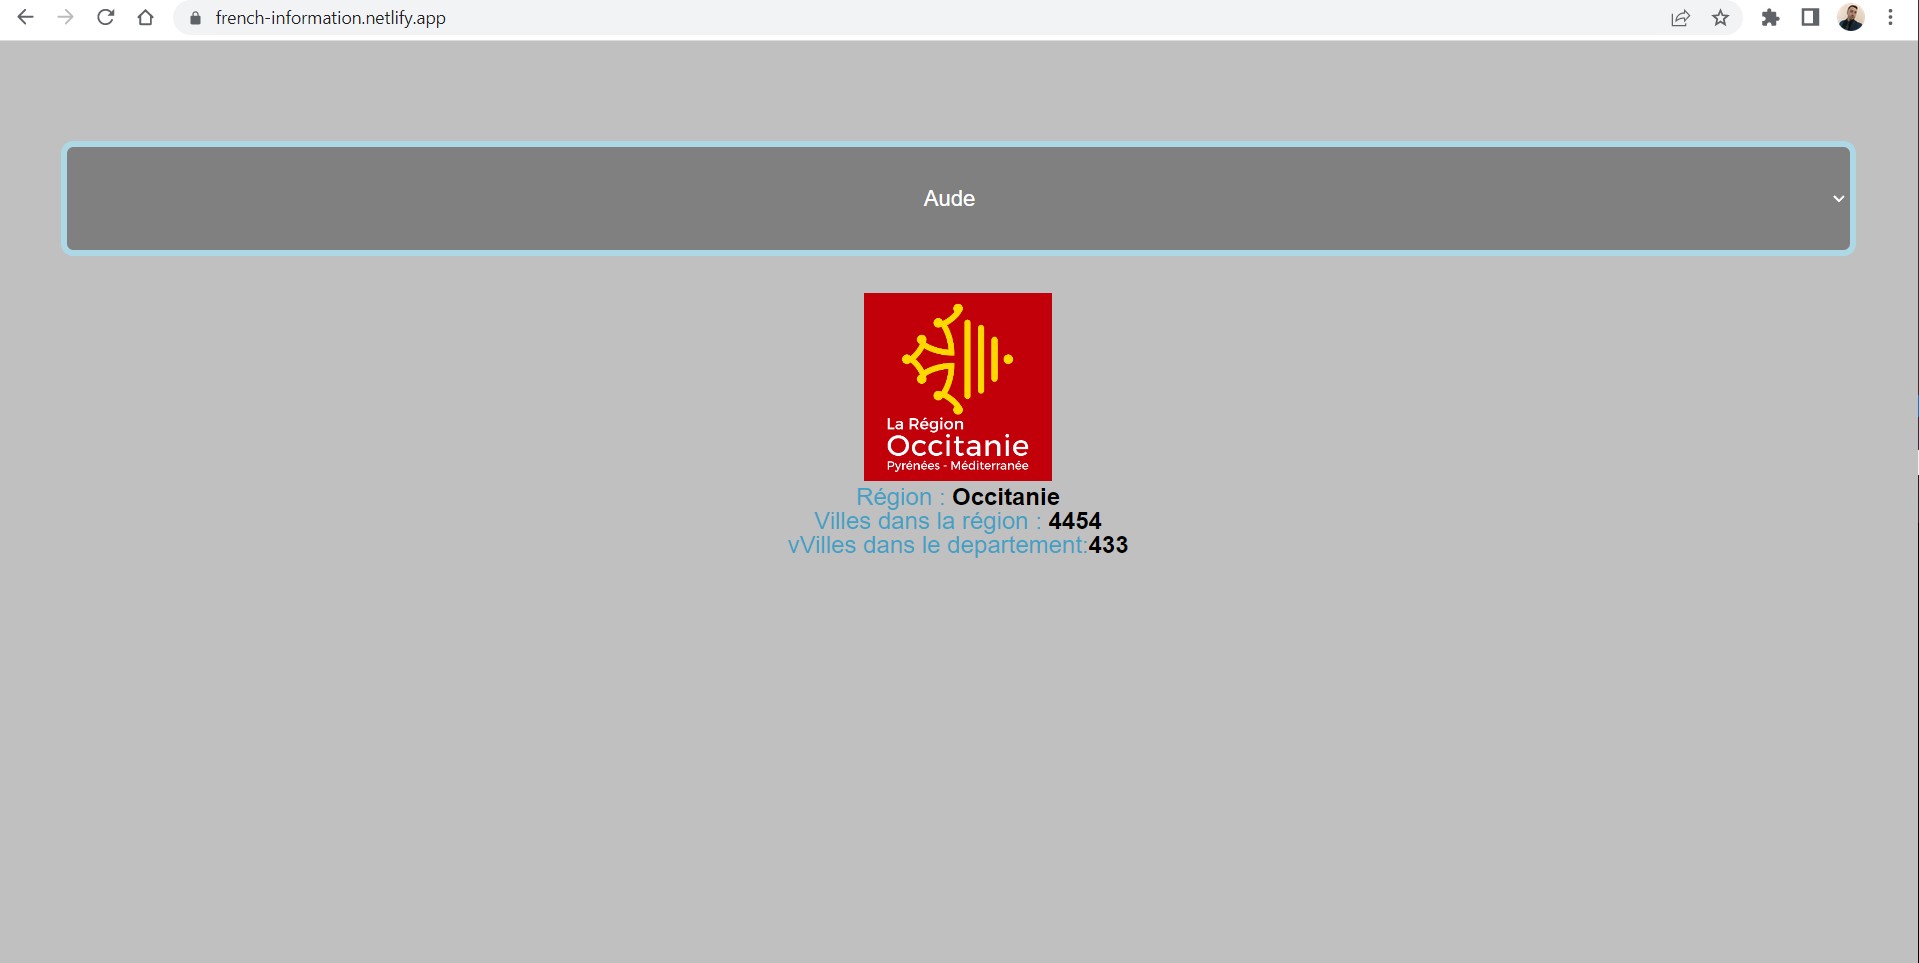 french-information.netlify.app
Aude
La Région
Occitanie
Pyrénées - Méditerranée
Région : Occitanie
Villes dans la région : 4454
vVilles dans le departement:433